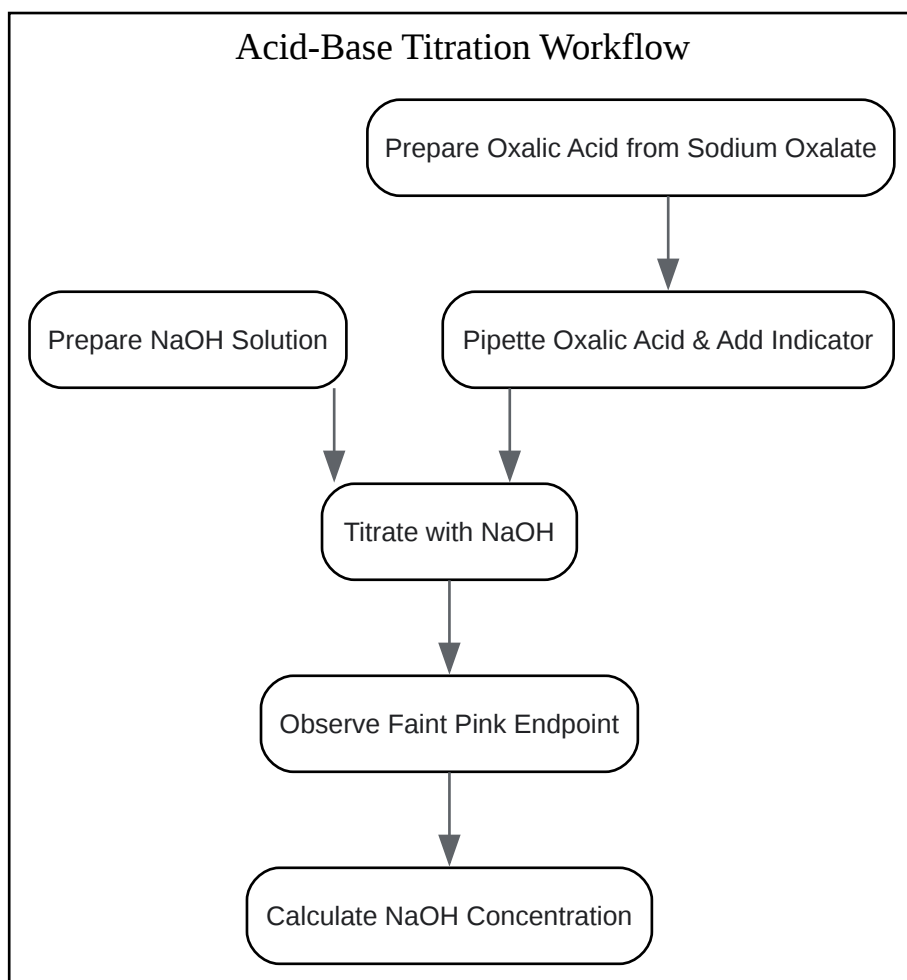 Acid-Base Titration Workflow
Prepare Oxalic Acid from Sodium Oxalate
Prepare NaOH Solution
Pipette Oxalic Acid & Add Indicator
Titrate with NaOH
Observe Faint Pink Endpoint
Calculate NaOH Concentration